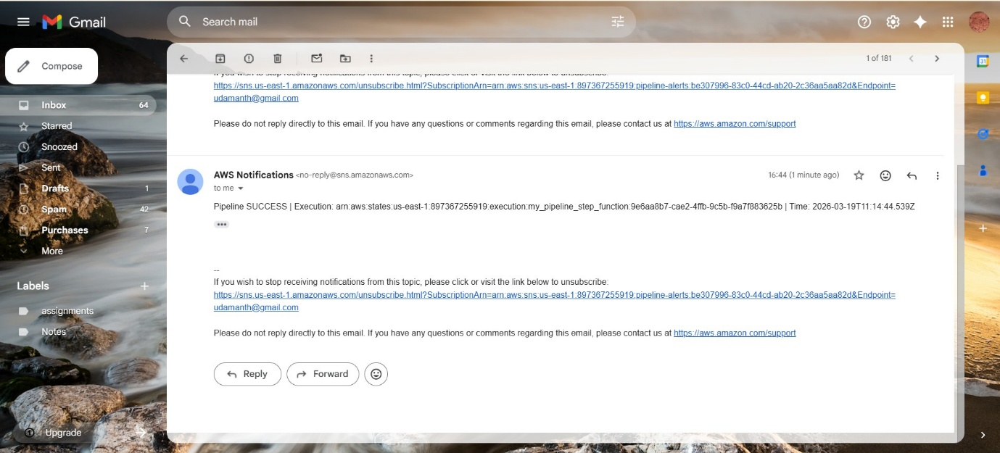 Gmail
Search mail
Compose
1 of 181
Inbox 64
Starred
Snoozed
Sent
Drafts 1
Spam 42
Purchases 7
More
Labels
assignments
Notes
Upgrade
If you wish to stop receiving notifications from this topic, please click or visit the link below to unsubscribe:
https://sns.us-east-1.amazonaws.com/unsubscribe.html?SubscriptionArn=arn:aws:sns:us-east-1:897367255919:pipeline-alerts:be307996-83c0-44cd-ab20-2c36aa5aa82d&Endpoint=
udamanth@gmail.com
Please do not reply directly to this email. If you have any questions or comments regarding this email, please contact us at https://aws.amazon.com/support
AWS Notifications <no-reply@sns.amazonaws.com>
16:44 (1 minute ago)
to me
Pipeline SUCCESS | Execution: arn:aws:states:us-east-1:897367255919:execution:my_pipeline_step_function:9e6aa8b7-cae2-4ffb-9c5b-f9a7f883625b | Time: 2026-03-19T11:14:44.539Z
--
If you wish to stop receiving notifications from this topic, please click or visit the link below to unsubscribe:
https://sns.us-east-1.amazonaws.com/unsubscribe.html?SubscriptionArn=arn:aws:sns:us-east-1:897367255919:pipeline-alerts:be307996-83c0-44cd-ab20-2c36aa5aa82d&Endpoint=
udamanth@gmail.com
Please do not reply directly to this email. If you have any questions or comments regarding this email, please contact us at https://aws.amazon.com/support
Reply
Forward
31